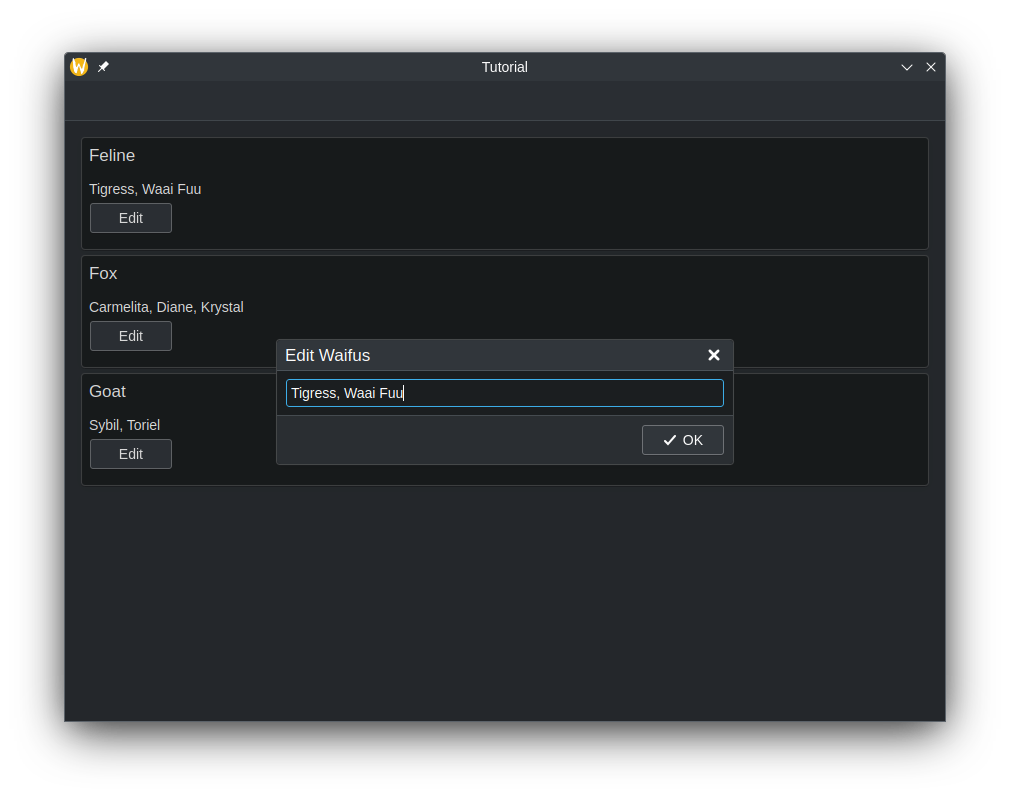 Tutorial
Feline
Tigress, Waai Fuu
Edit
Fox
Carmelita, Diane, Krystal
Edit
Goat
Sybil, Toriel
Edit
Edit Waifus
Tigress, Waai Fuu
OK